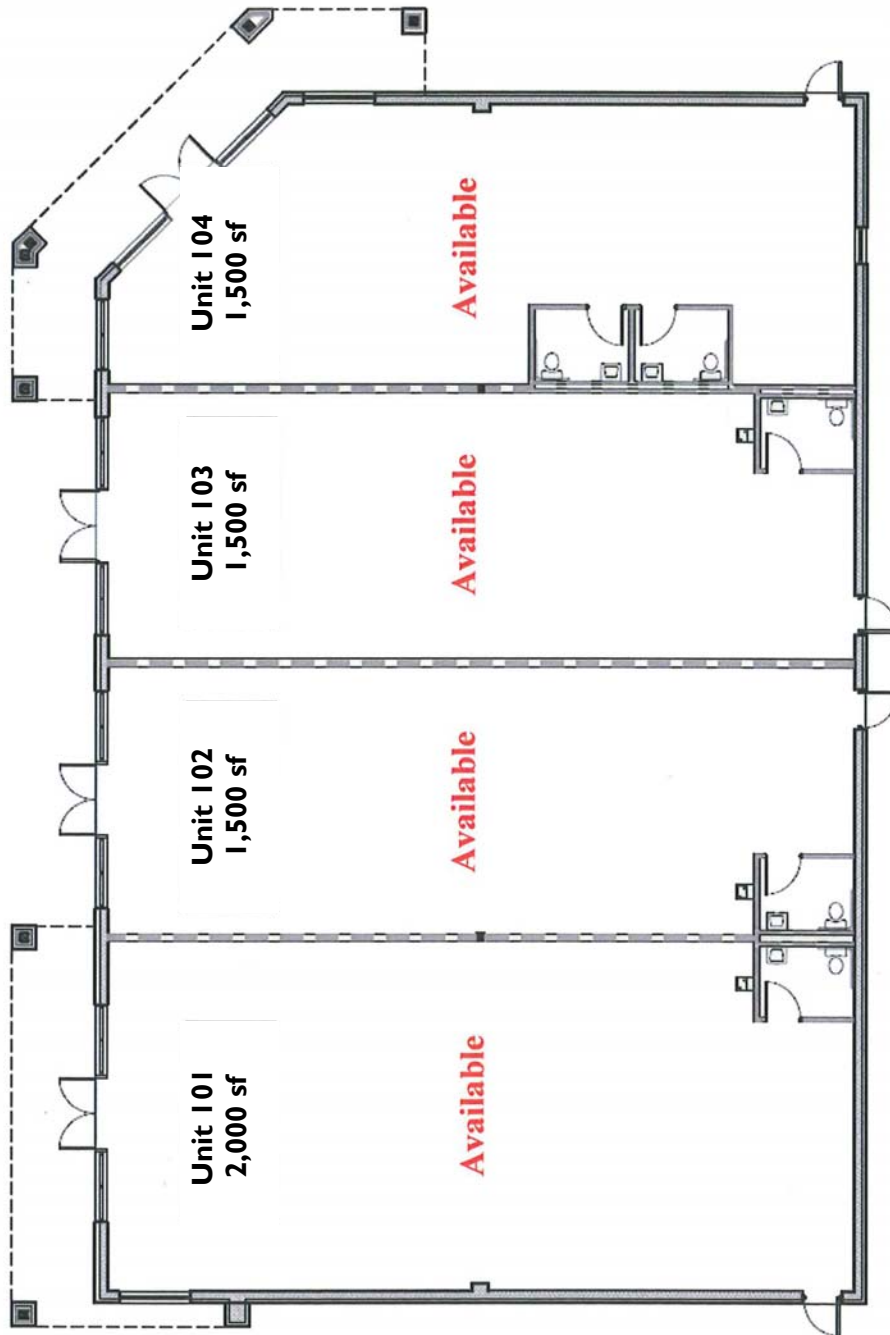 Unit 101
2,000 sf
Available
Unit 102
1,500 sf
Available
Unit 103
1,500 sf
Available
Unit 104
1,500 sf
Available